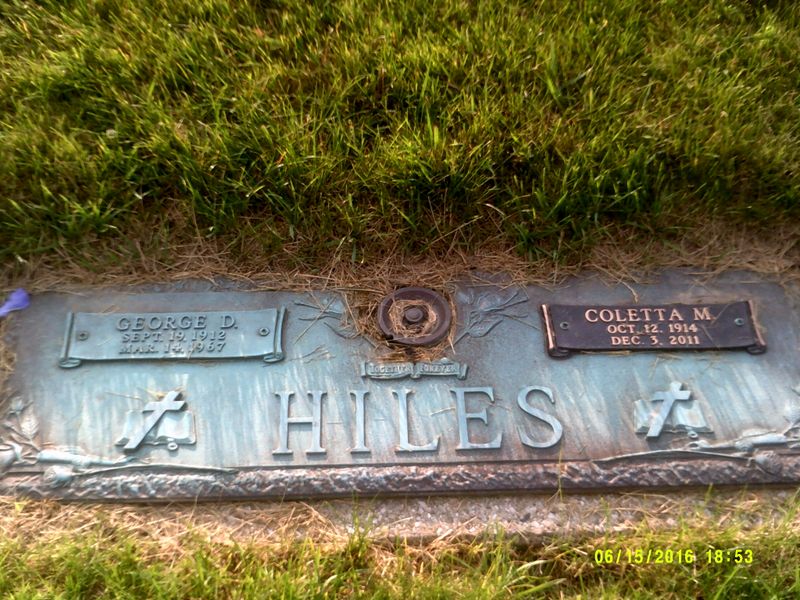 GEORGE D.
SEPT. 19, 1912
MAR. 14, 1967
COLETTA M.
OCT. 12, 1914
DEC. 3, 2011
TOGETHER FOREVER
HILES
06/15/2016 18:53